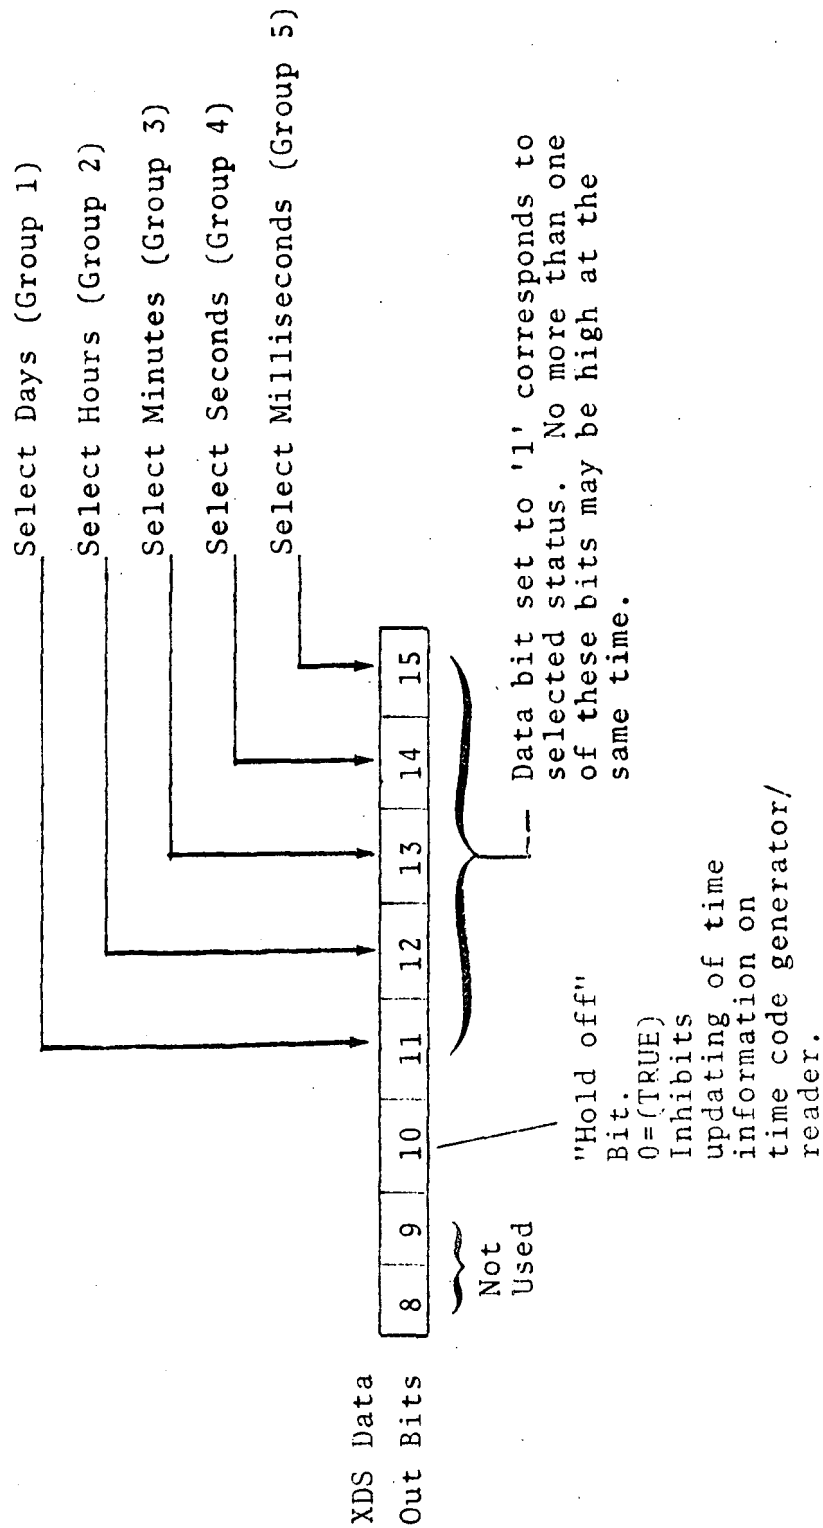 Select Days (Group 1)
Select Hours (Group 2)
Select Minutes (Group 3)
Select Seconds (Group 4)
Select Milliseconds (Group 5)
XDS Data
Out Bits
8 9 10 11 12 13 14 15
Not
Used
"Hold off"
Bit.
0=(TRUE)
Inhibits
updating of time
information on
time code generator/
reader.
Data bit set to '1' corresponds to
selected status. No more than one
of these bits may be high at the
same time.